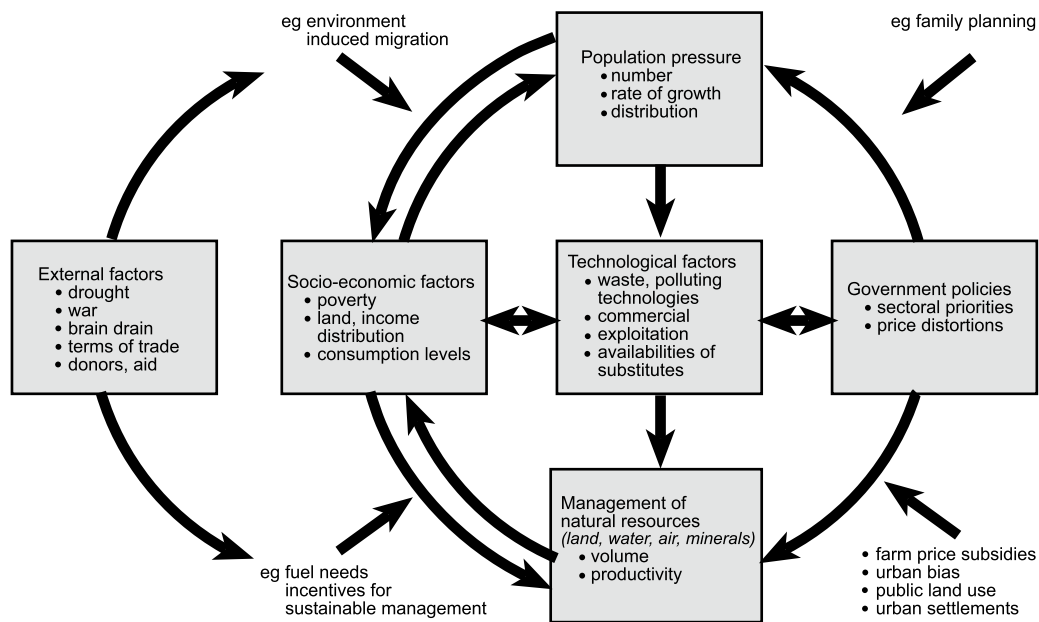 eg environment
induced migration
eg family planning
Population pressure
• number
• rate of growth
• distribution
External factors
• drought
• war
• brain drain
• terms of trade
• donors, aid
Socio-economic factors
• poverty
• land, income
distribution
• consumption levels
Technological factors
• waste, polluting
technologies
• commercial
• exploitation
• availabilities of
substitutes
Government policies
• sectoral priorities
• price distortions
Management of
natural resources
(land, water, air, minerals)
• volume
• productivity
eg fuel needs
incentives for
sustainable management
• farm price subsidies
• urban bias
• public land use
• urban settlements